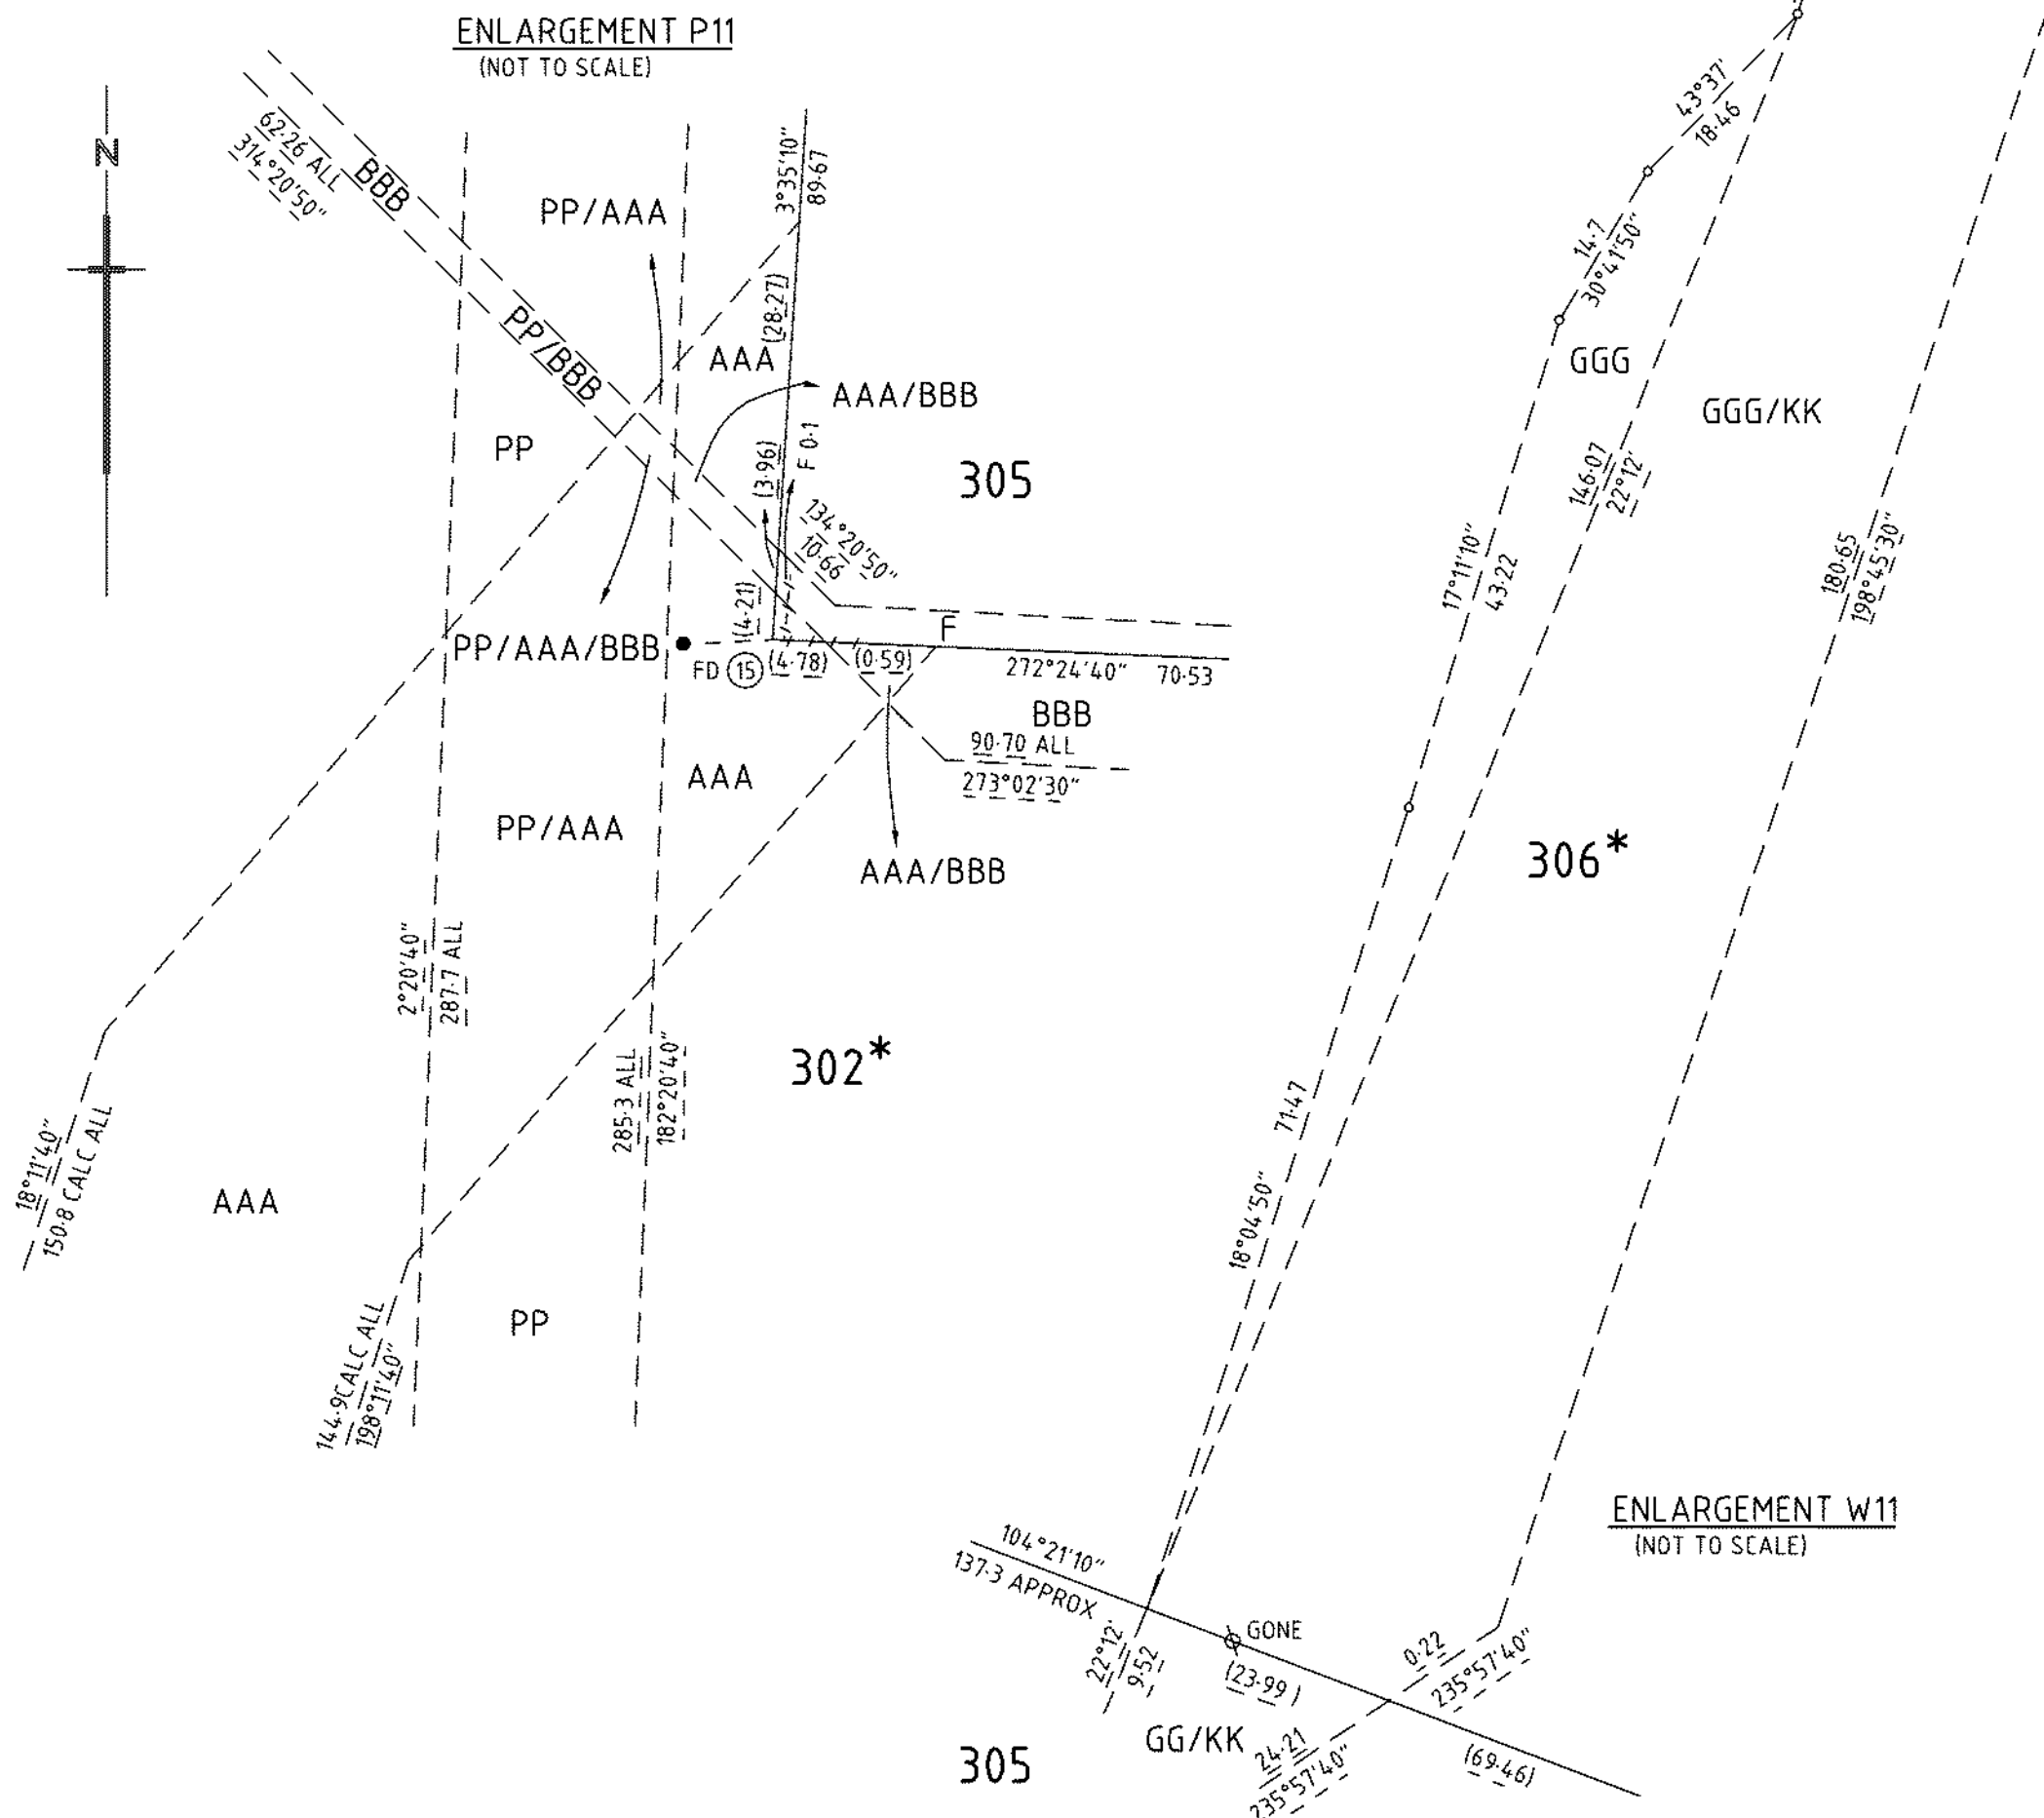 ENLARGEMENT P11
(NOT TO SCALE)
N
62·26 ALL
314°20'50"
BBB
PP/AAA
3°35'10"
89·67
(28·27)
PP/BBB
AAA
AAA/BBB
PP
(3·96)
F 0·1
305
134°20'50"
10·66
(4·21)
F
PP/AAA/BBB
FD 15
(4·78)
(0·59)
272°24'40" 70·53
BBB
90·70 ALL
273°02'30"
AAA
PP/AAA
AAA/BBB
2°20'40"
287·7 ALL
302*
285·3 ALL
182°20'40"
18°11'40"
150·8 CALC ALL
AAA
PP
144·9CALC ALL
198°11'40"
43°37'
18·46
14·7
30°41'50"
GGG
GGG/KK
146·07
22°12'
17°11'10"
43·22
180·65
198°45'30"
306*
71·47
18°04'50"
ENLARGEMENT W11
(NOT TO SCALE)
104°21'10"
137·3 APPROX
GONE
22°12'
9·52
(23·99)
0·22
235°57'40"
GG/KK
24·21
235°57'40"
(69·46)
305